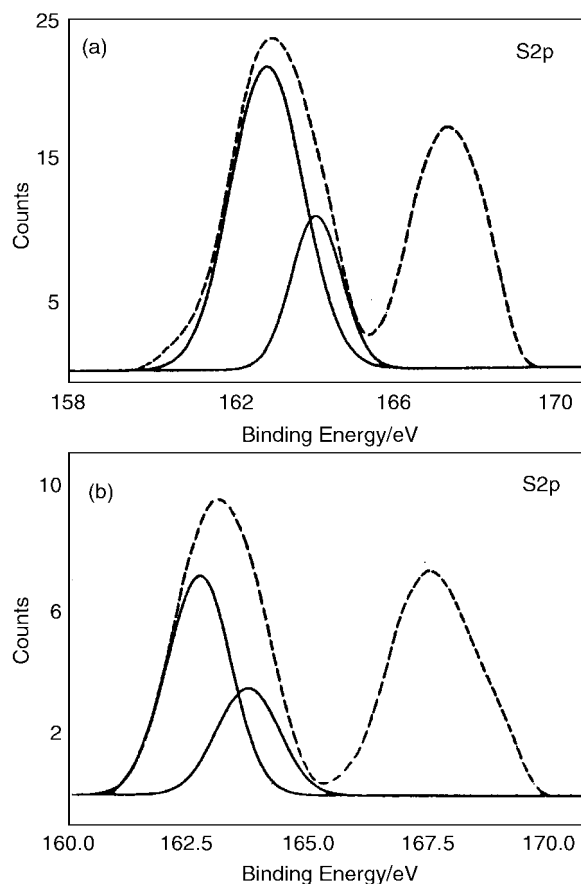 25
(a)
S2p
15
Counts
5
158
162
166
170
Binding Energy/eV
10
(b)
S2p
6
Counts
2
160.0
162.5
165.0
167.5
170.0
Binding Energy/eV